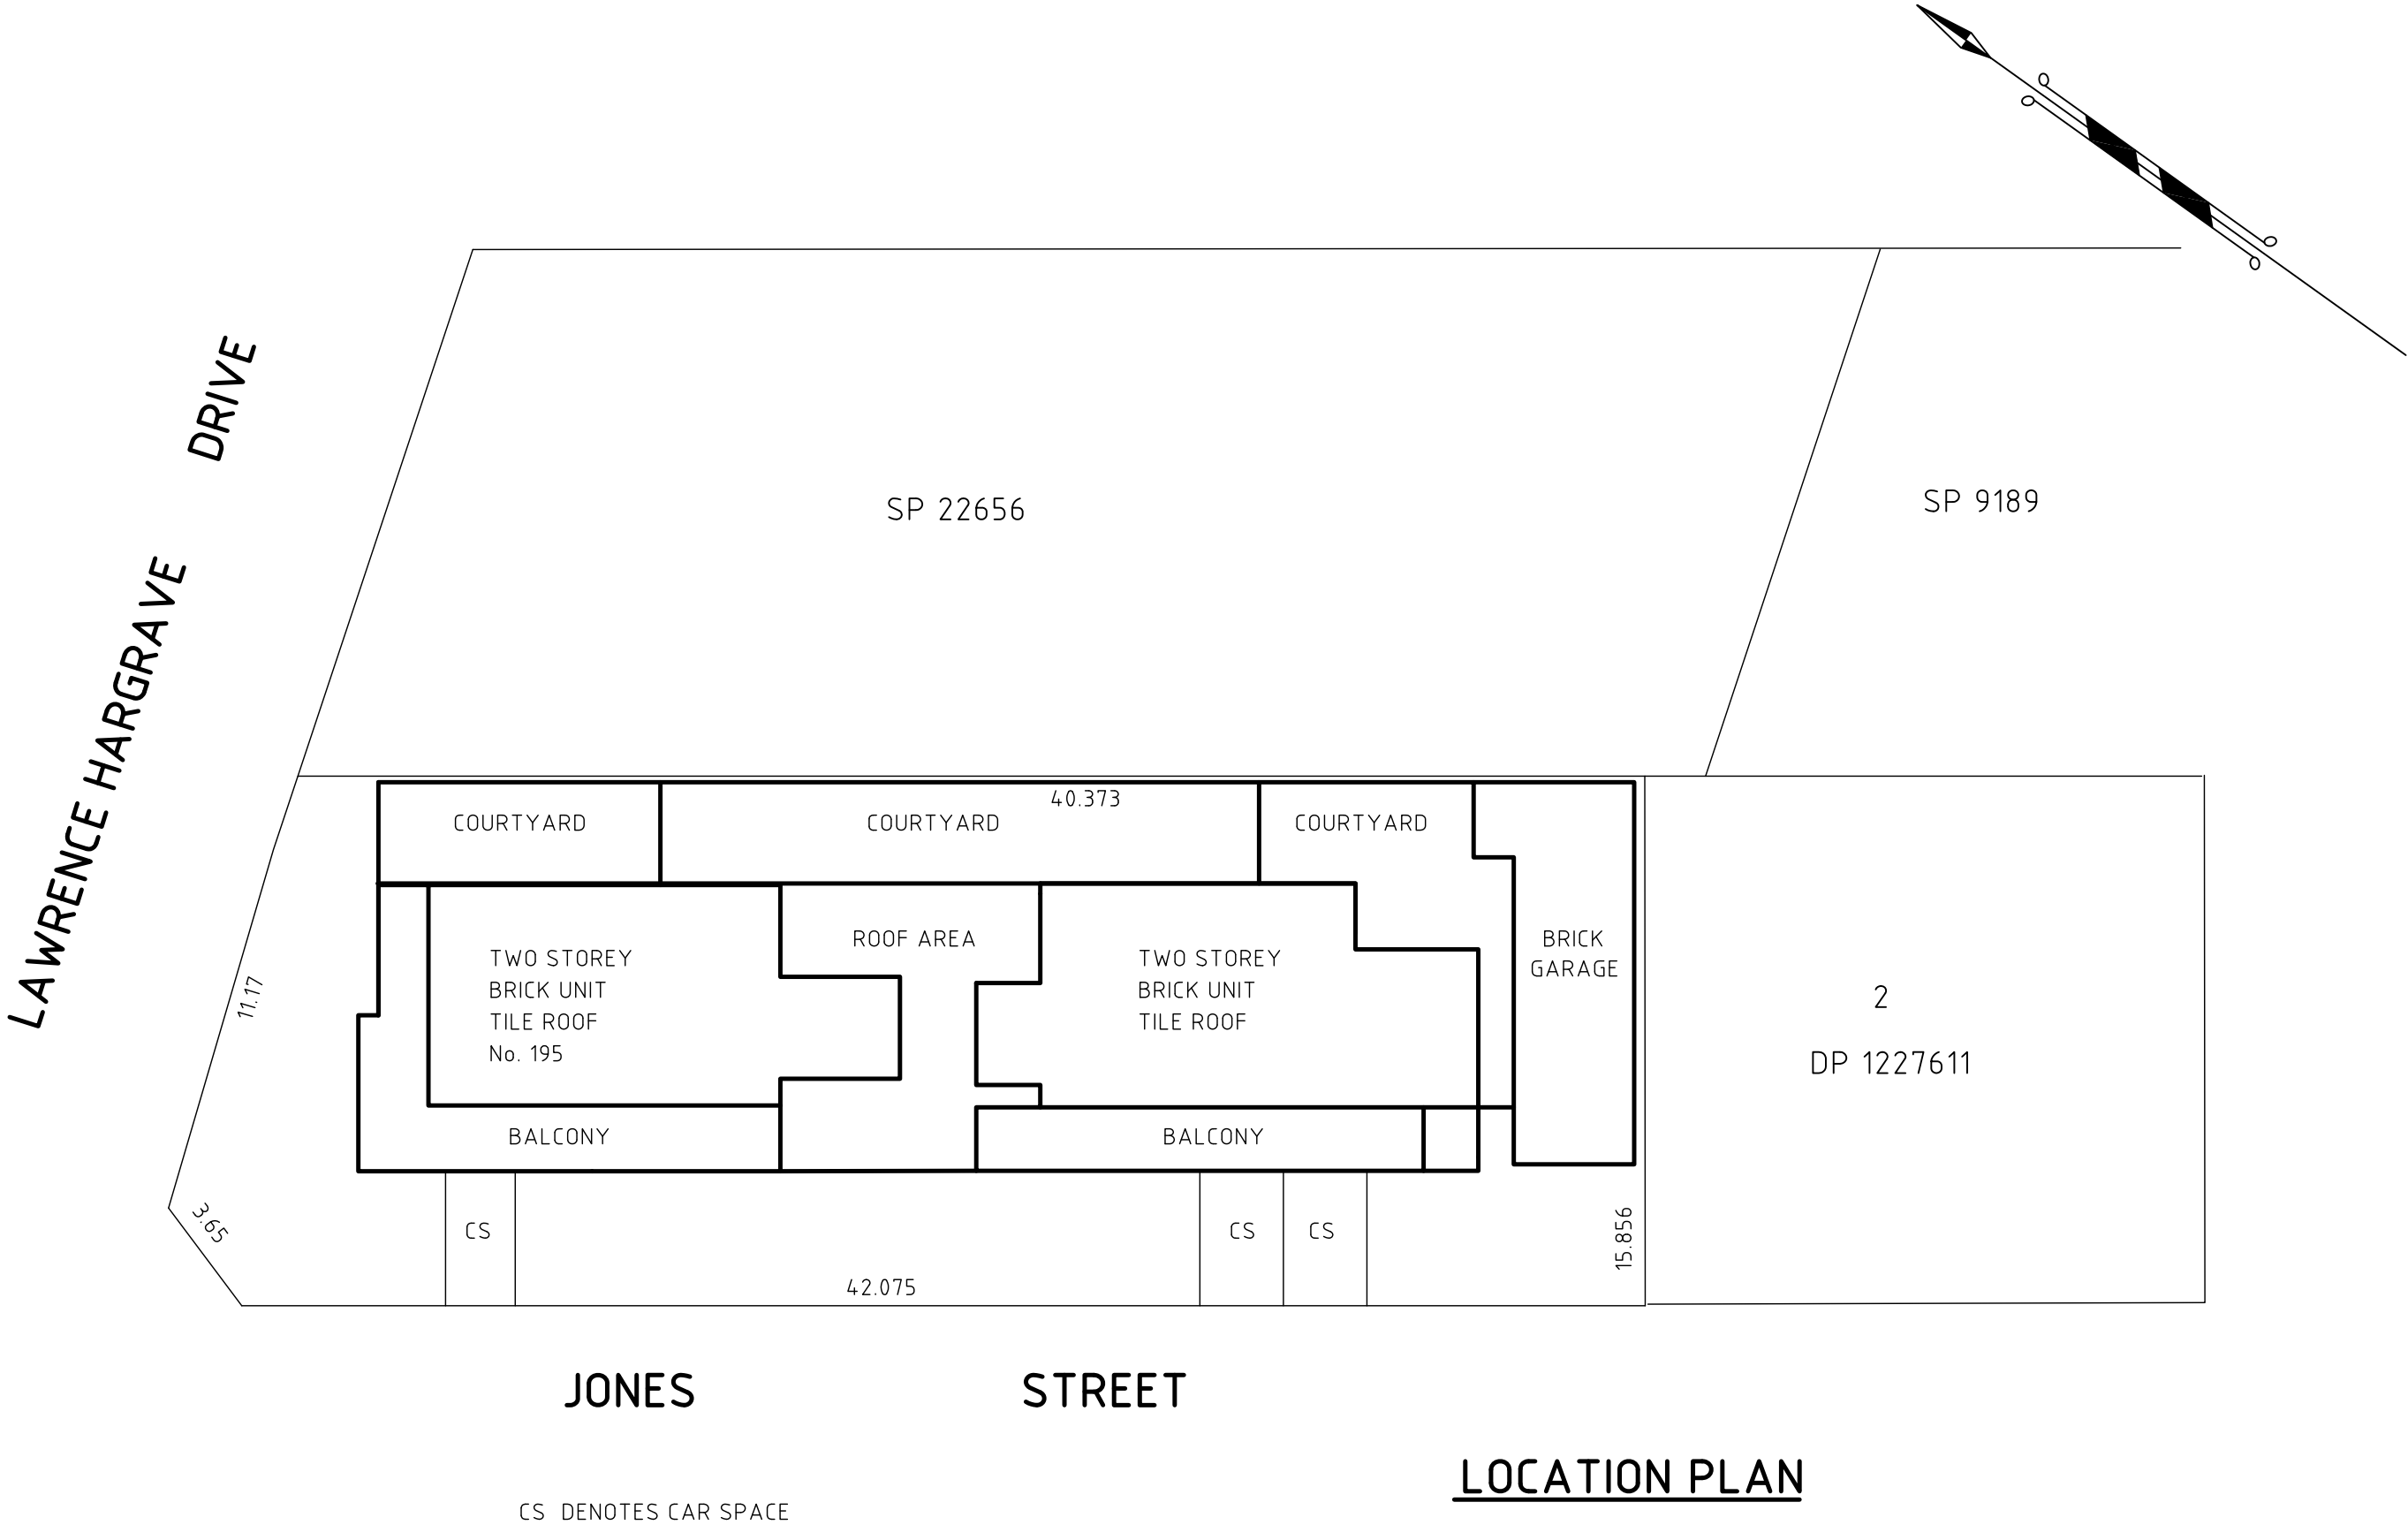 LAWRENCE HARGRAVE DRIVE
SP 22656
SP 9189
40.373
COURTYARD
COURTYARD
COURTYARD
ROOF AREA
BRICK
GARAGE
TWO STOREY
BRICK UNIT
TILE ROOF
No. 195
TWO STOREY
BRICK UNIT
TILE ROOF
11.17
2
DP 1227611
BALCONY
BALCONY
3.65
CS
CS
CS
15.856
42.075
JONES STREET
LOCATION PLAN
CS DENOTES CAR SPACE